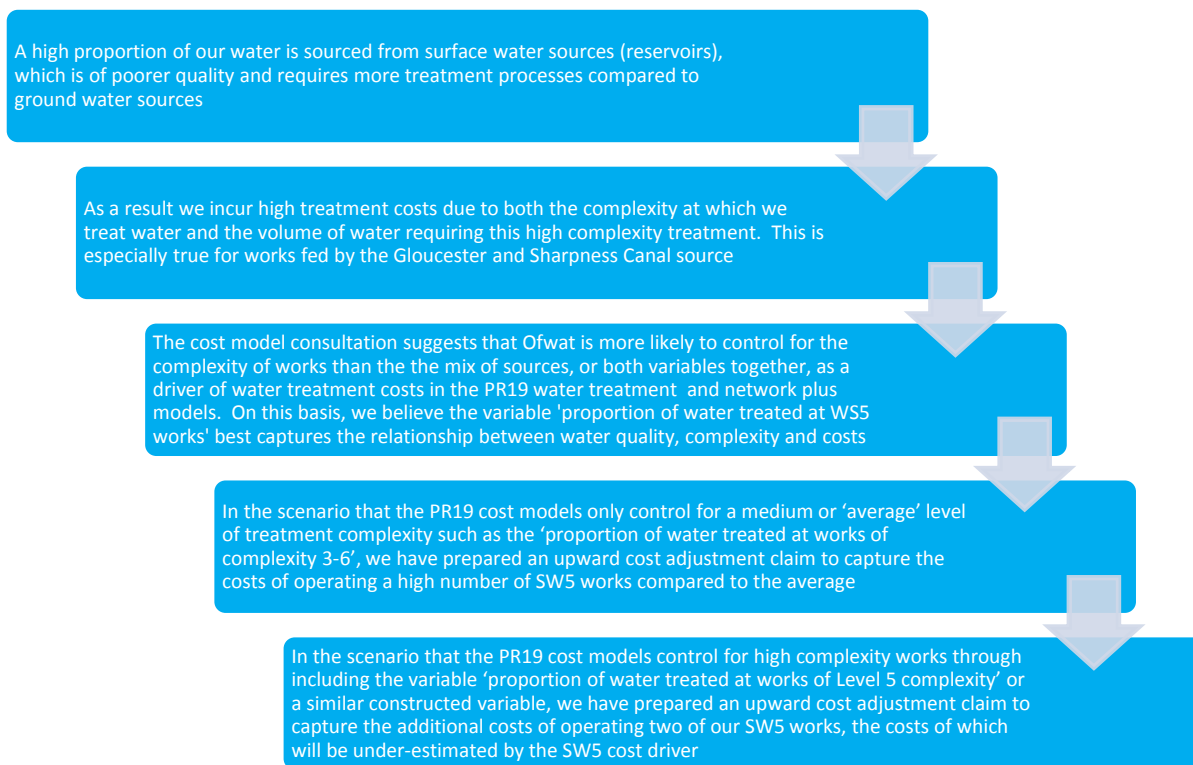 A high proportion of our water is sourced from surface water sources (reservoirs),
which is of poorer quality and requires more treatment processes compared to
ground water sources
As a result we incur high treatment costs due to both the complexity at which we
treat water and the volume of water requiring this high complexity treatment.  This is
especially true for works fed by the Gloucester and Sharpness Canal source
The cost model consultation suggests that Ofwat is more likely to control for the
complexity of works than the the mix of sources, or both variables together, as a
driver of water treatment costs in the PR19 water treatment  and network plus
models.  On this basis, we believe the variable 'proportion of water treated at WS5
works' best captures the relationship between water quality, complexity and costs
In the scenario that the PR19 cost models only control for a medium or ‘average’ level
of treatment complexity such as the ‘proportion of water treated at works of
complexity 3-6’, we have prepared an upward cost adjustment claim to capture the
costs of operating a high number of SW5 works compared to the average
In the scenario that the PR19 cost models control for high complexity works through
including the variable ‘proportion of water treated at works of Level 5 complexity’ or
a similar constructed variable, we have prepared an upward cost adjustment claim to
capture the additional costs of operating two of our SW5 works, the costs of which
will be under-estimated by the SW5 cost driver